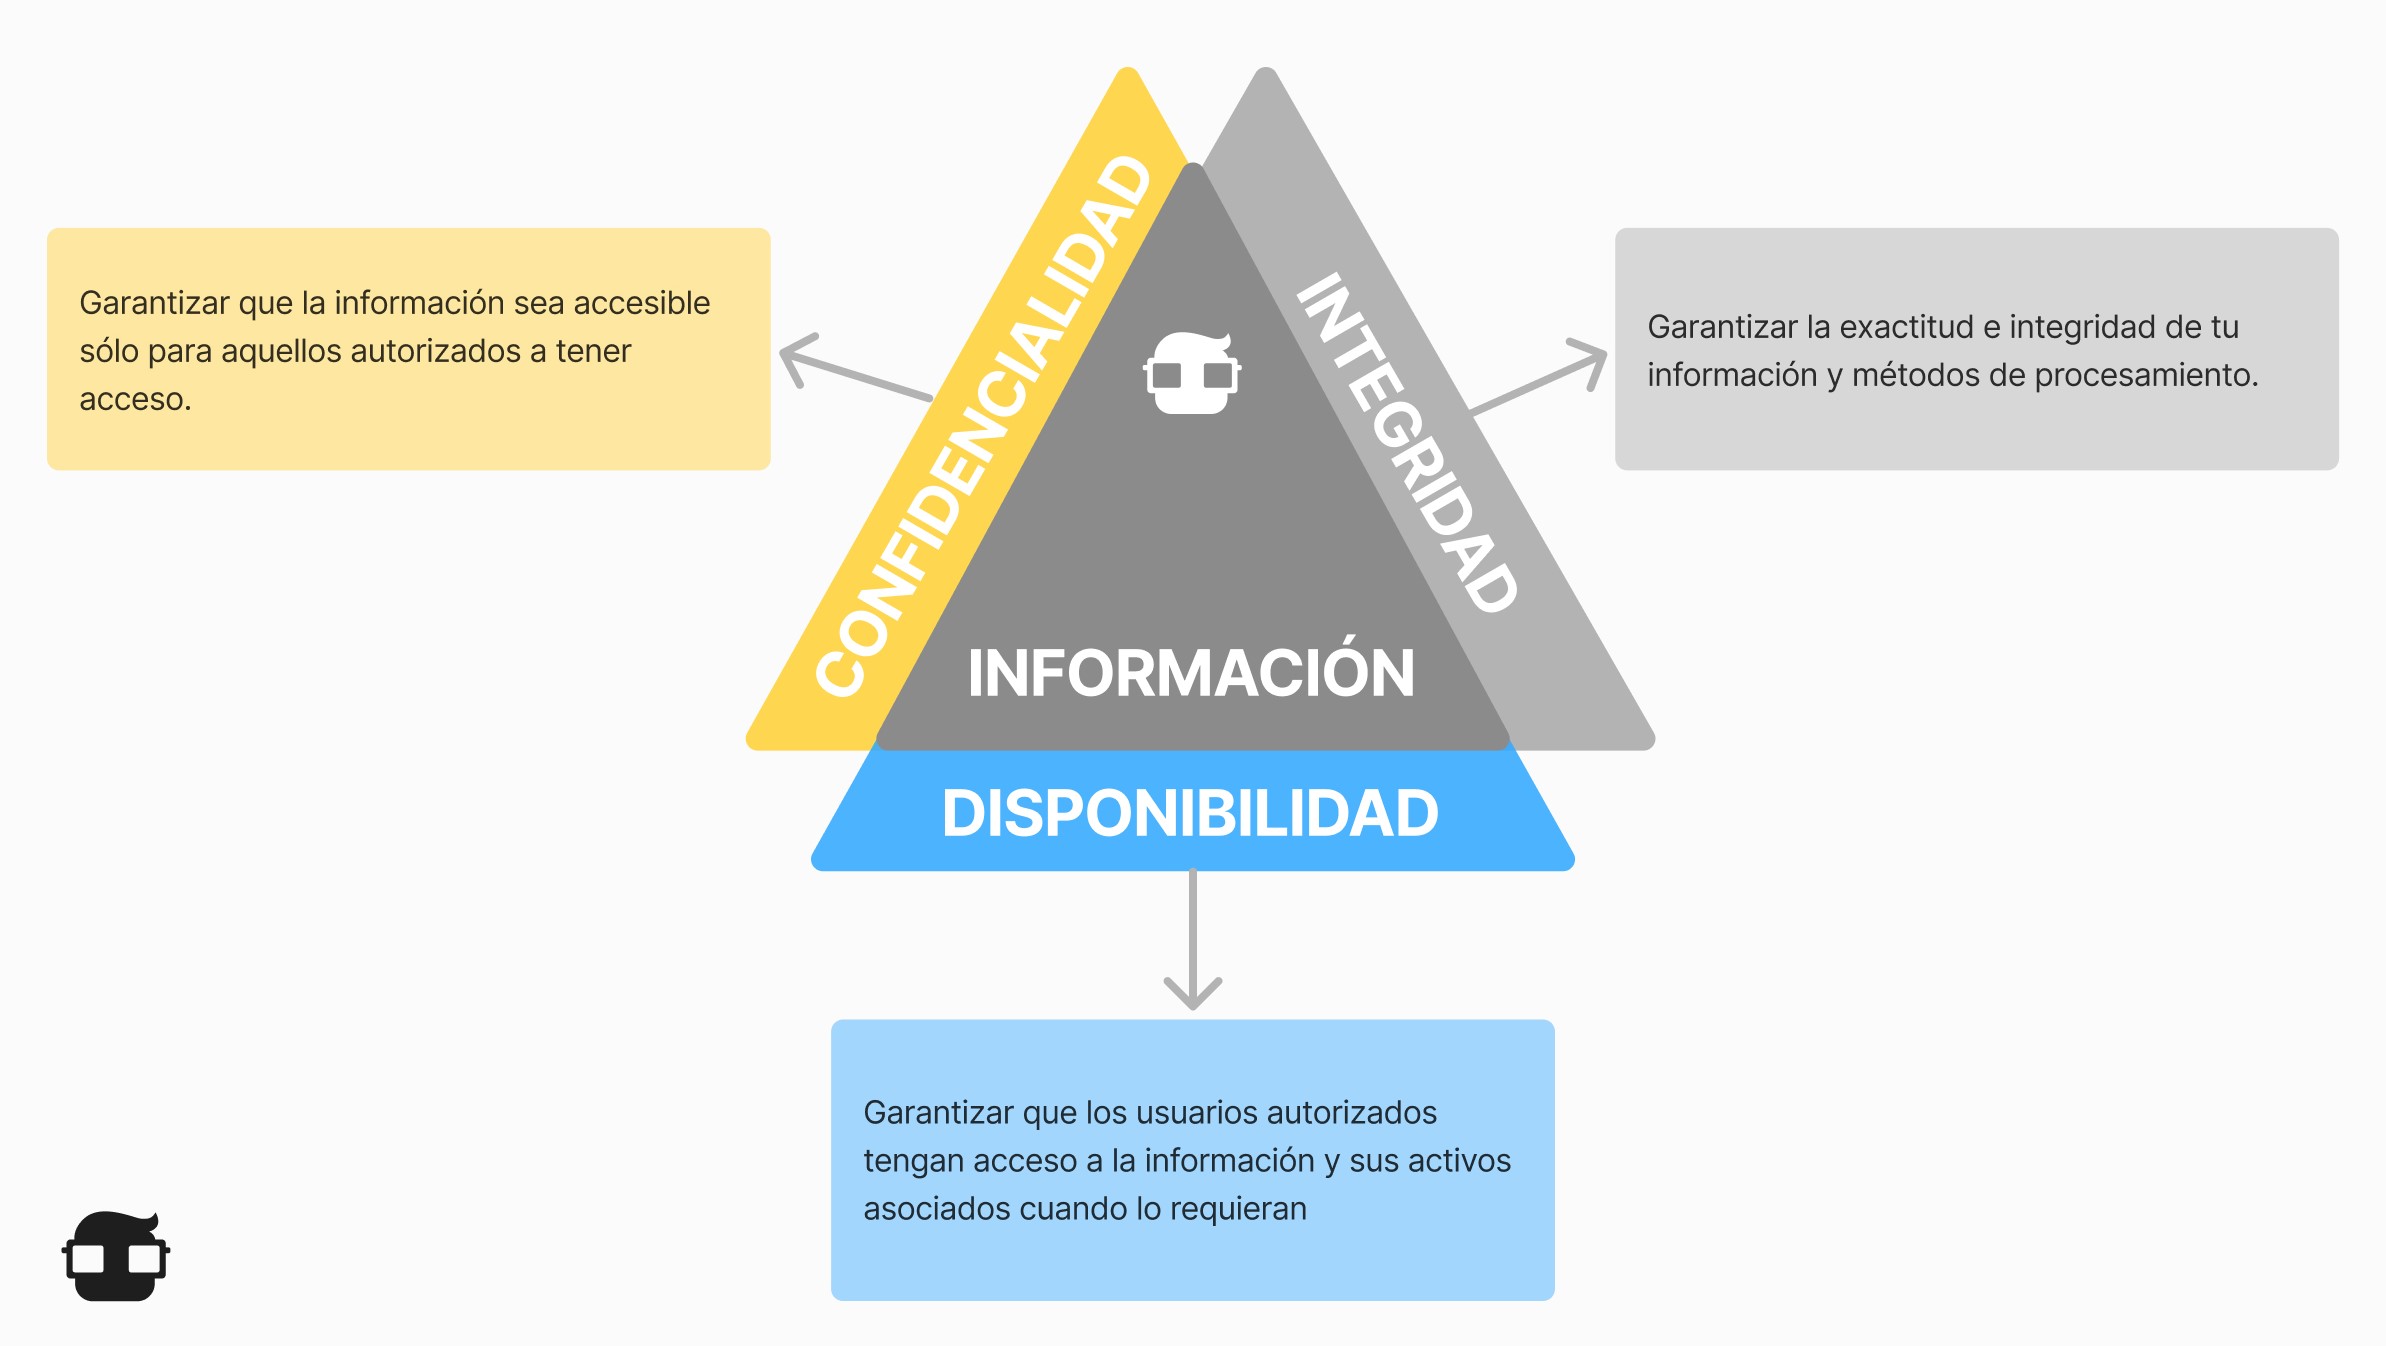 CONFIDENCIALIDAD
INTEGRIDAD
Garantizar que la información sea accesible
sólo para aquellos autorizados a tener
acceso.
Garantizar la exactitud e integridad de tu
información y métodos de procesamiento.
INFORMACIÓN
DISPONIBILIDAD
Garantizar que los usuarios autorizados
tengan acceso a la información y sus activos
asociados cuando lo requieran